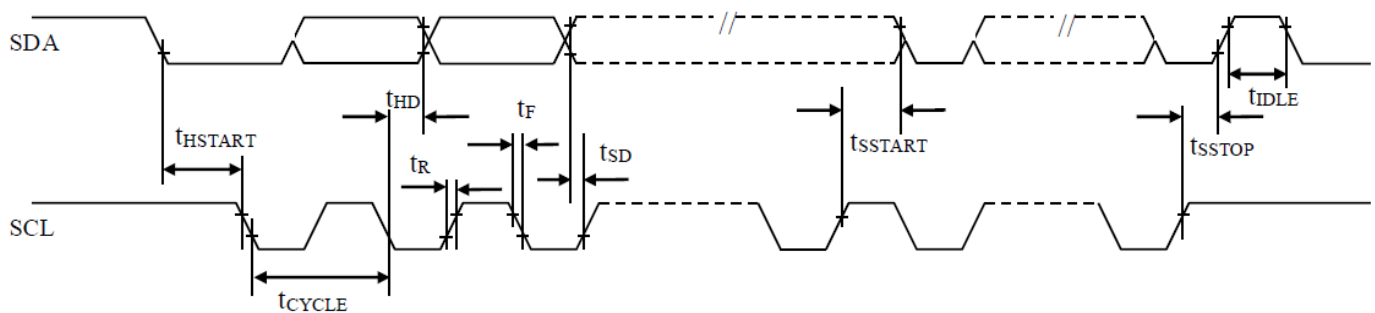 SDA // //
tHD tF tIDLE
tHSTART tSSTART tSSTOP
tR tSD
SCL
tCYCLE